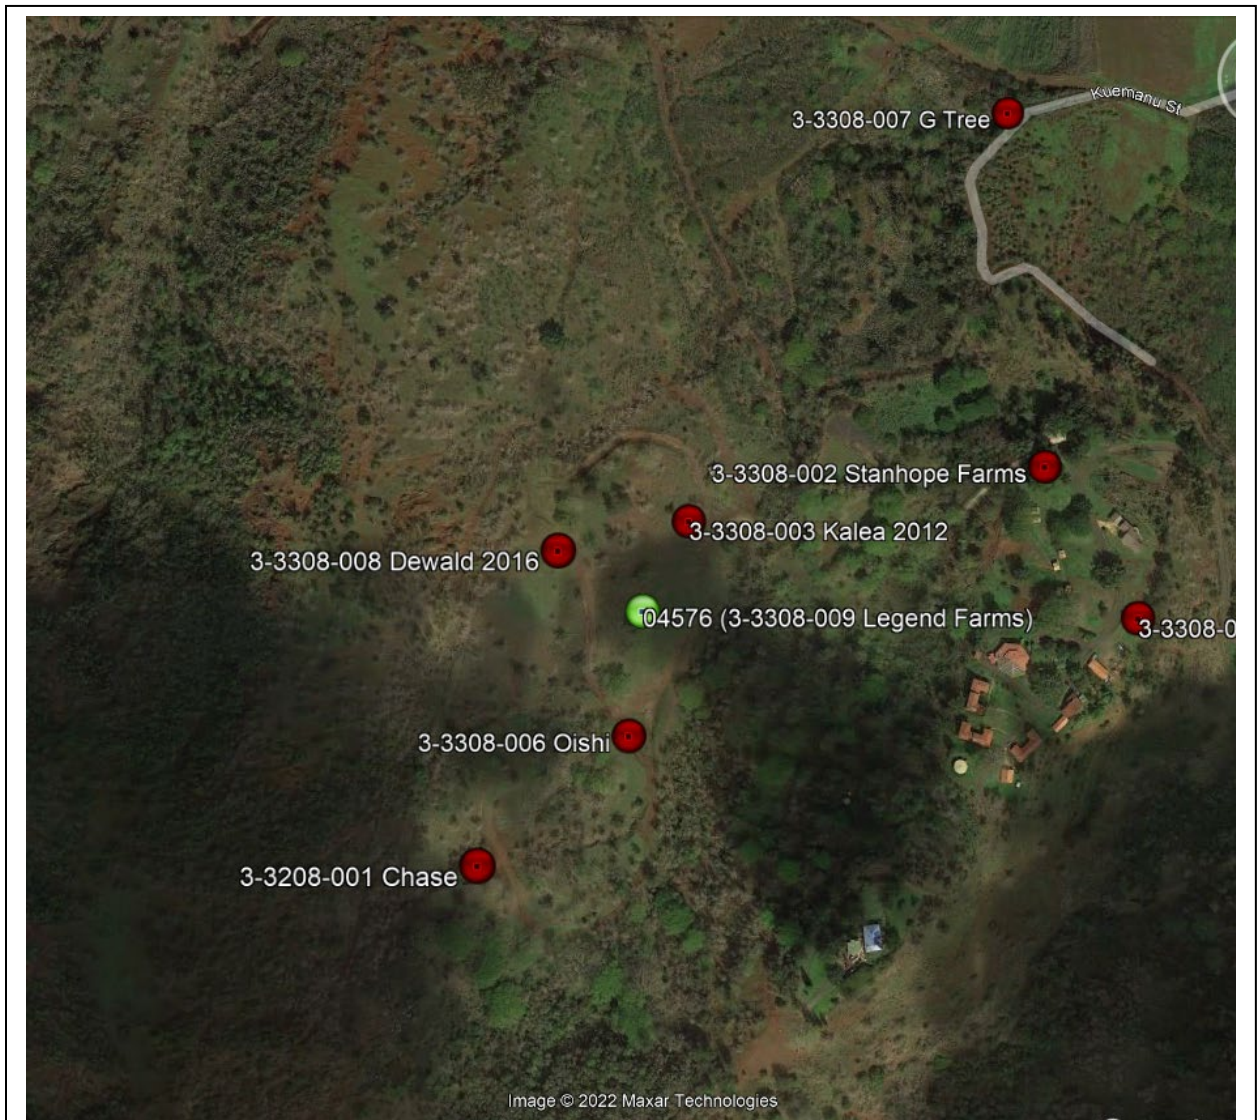 Kuemanu St
3-3308-007 G Tree
3-3308-002 Stanhope Farms
3-3308-003 Kalea 2012
3-3308-008 Dewald 2016
04576 (3-3308-009 Legend Farms)
3-3308-0
3-3308-006 Oishi
3-3208-001 Chase
Image © 2022 Maxar Technologies